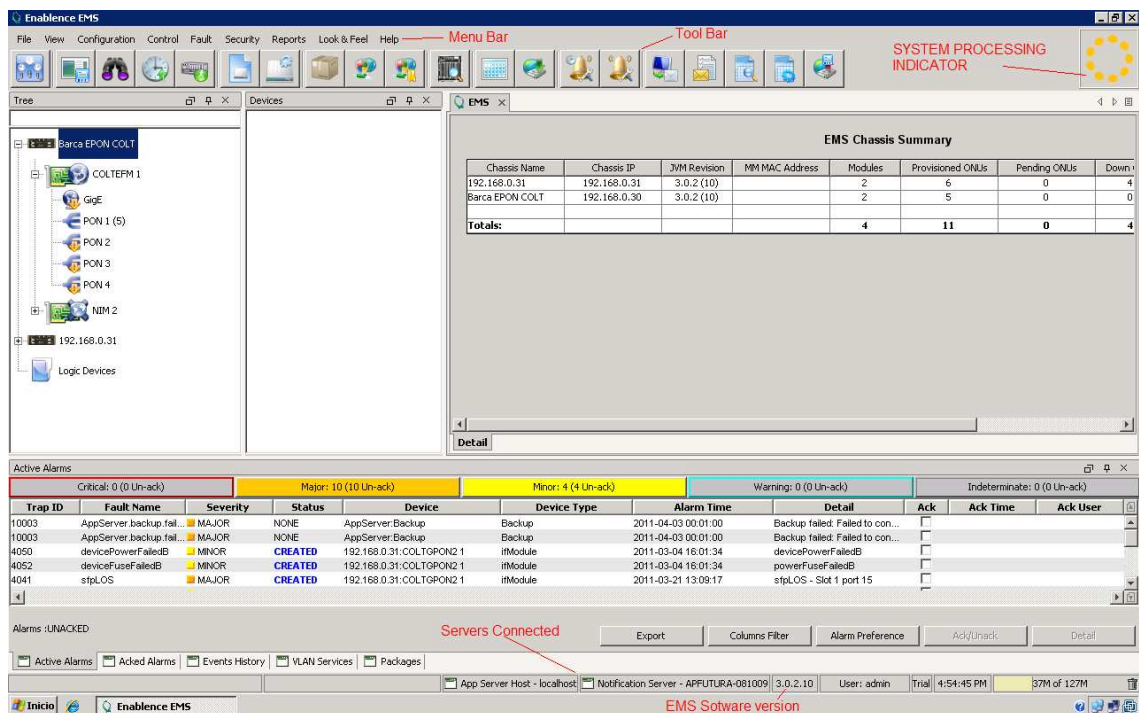 Enablence EMS
File View Configuration Control Fault Security Reports Look & Feel Help
Menu Bar
Tool Bar
SYSTEM PROCESSING
INDICATOR
Tree
Devices
EMS
Barca EPON COLT
COLTEFM 1
GigE
PON 1 (5)
PON 2
PON 3
PON 4
NIM 2
192.168.0.31
Logic Devices
EMS Chassis Summary
Chassis Name Chassis IP JVM Revision MM MAC Address Modules Provisioned ONUs Pending ONUs Down
192.168.0.31 192.168.0.31 3.0.2 (10) 2 6 0 4
Barca EPON COLT 192.168.0.30 3.0.2 (10) 2 5 0 0
Totals: 4 11 0 4
Detail
Active Alarms
Critical: 0 (0 Un-ack) Major: 10 (10 Un-ack) Minor: 4 (4 Un-ack) Warning: 0 (0 Un-ack) Indeterminate: 0 (0 Un-ack)
Trap ID Fault Name Severity Status Device Device Type Alarm Time Detail Ack Ack Time Ack User
10003 AppServer.backup.fail... MAJOR NONE AppServer:Backup Backup 2011-04-03 00:01:00 Backup failed: Failed to con...
10003 AppServer.backup.fail... MAJOR NONE AppServer:Backup Backup 2011-04-03 00:01:00 Backup failed: Failed to con...
4050 devicePowerFailedB MINOR CREATED 192.168.0.31:COLTGPON2 1 ifModule 2011-03-04 16:01:34 devicePowerFailedB
4052 deviceFuseFailedB MINOR CREATED 192.168.0.31:COLTGPON2 1 ifModule 2011-03-04 16:01:34 powerFuseFailedB
4041 sfpLOS MAJOR CREATED 192.168.0.31:COLTGPON2 1 ifModule 2011-03-21 13:09:17 sfpLOS - Slot 1 port 15
Alarms :UNACKED
Servers Connected
Export Columns Filter Alarm Preference Ack/Unack Detail
Active Alarms Acked Alarms Events History VLAN Services Packages
App Server Host - localhost Notification Server - APFUTURA-081009 3.0.2.10 User: admin Trial 4:54:45 PM 37M of 127M
Inicio Enablence EMS
EMS Sotware version